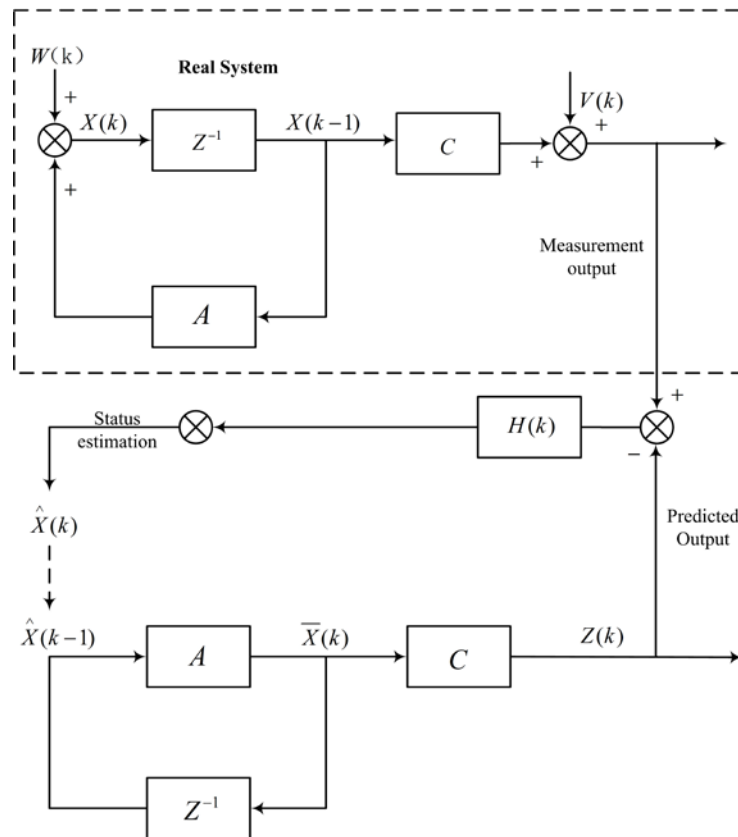 W(k)
Real System
+
X(k)
Z⁻¹
X(k−1)
C
+
V(k)
+
+
A
Measurement
output
+
−
H(k)
Status
estimation
X̂(k)
Predicted
Output
X̂(k−1)
A
X̅(k)
C
Z(k)
Z⁻¹